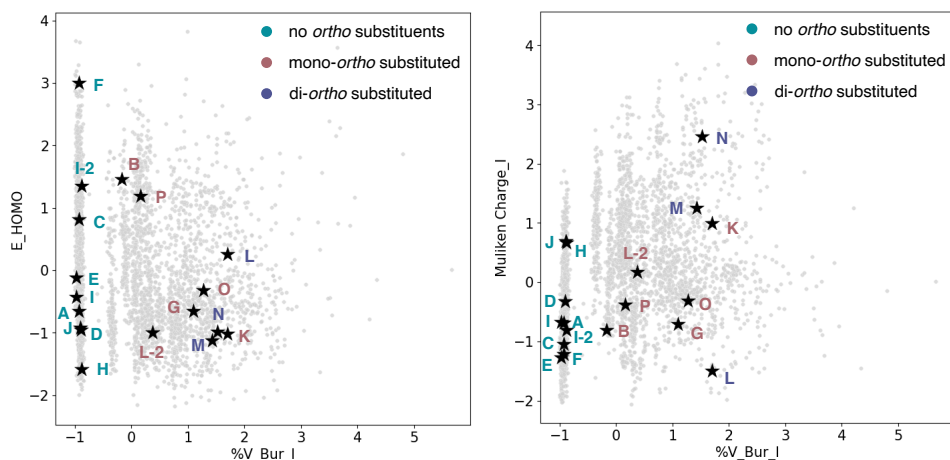 no ortho substituents
mono-ortho substituted
di-ortho substituted
4
3
2
1
0
−1
−2
E_HOMO
F
I-2
B
P
C
E
L
I
O
A
G
N
J
D
K
L-2
M
H
−1 0 1 2 3 4 5
%V_Bur_I
no ortho substituents
mono-ortho substituted
di-ortho substituted
4
3
2
1
0
−1
−2
Muliken Charge_I
N
M
K
J
H
L-2
D
P
O
I
A
B
G
I-2
C
F
E
L
−1 0 1 2 3 4 5
%V_Bur_I